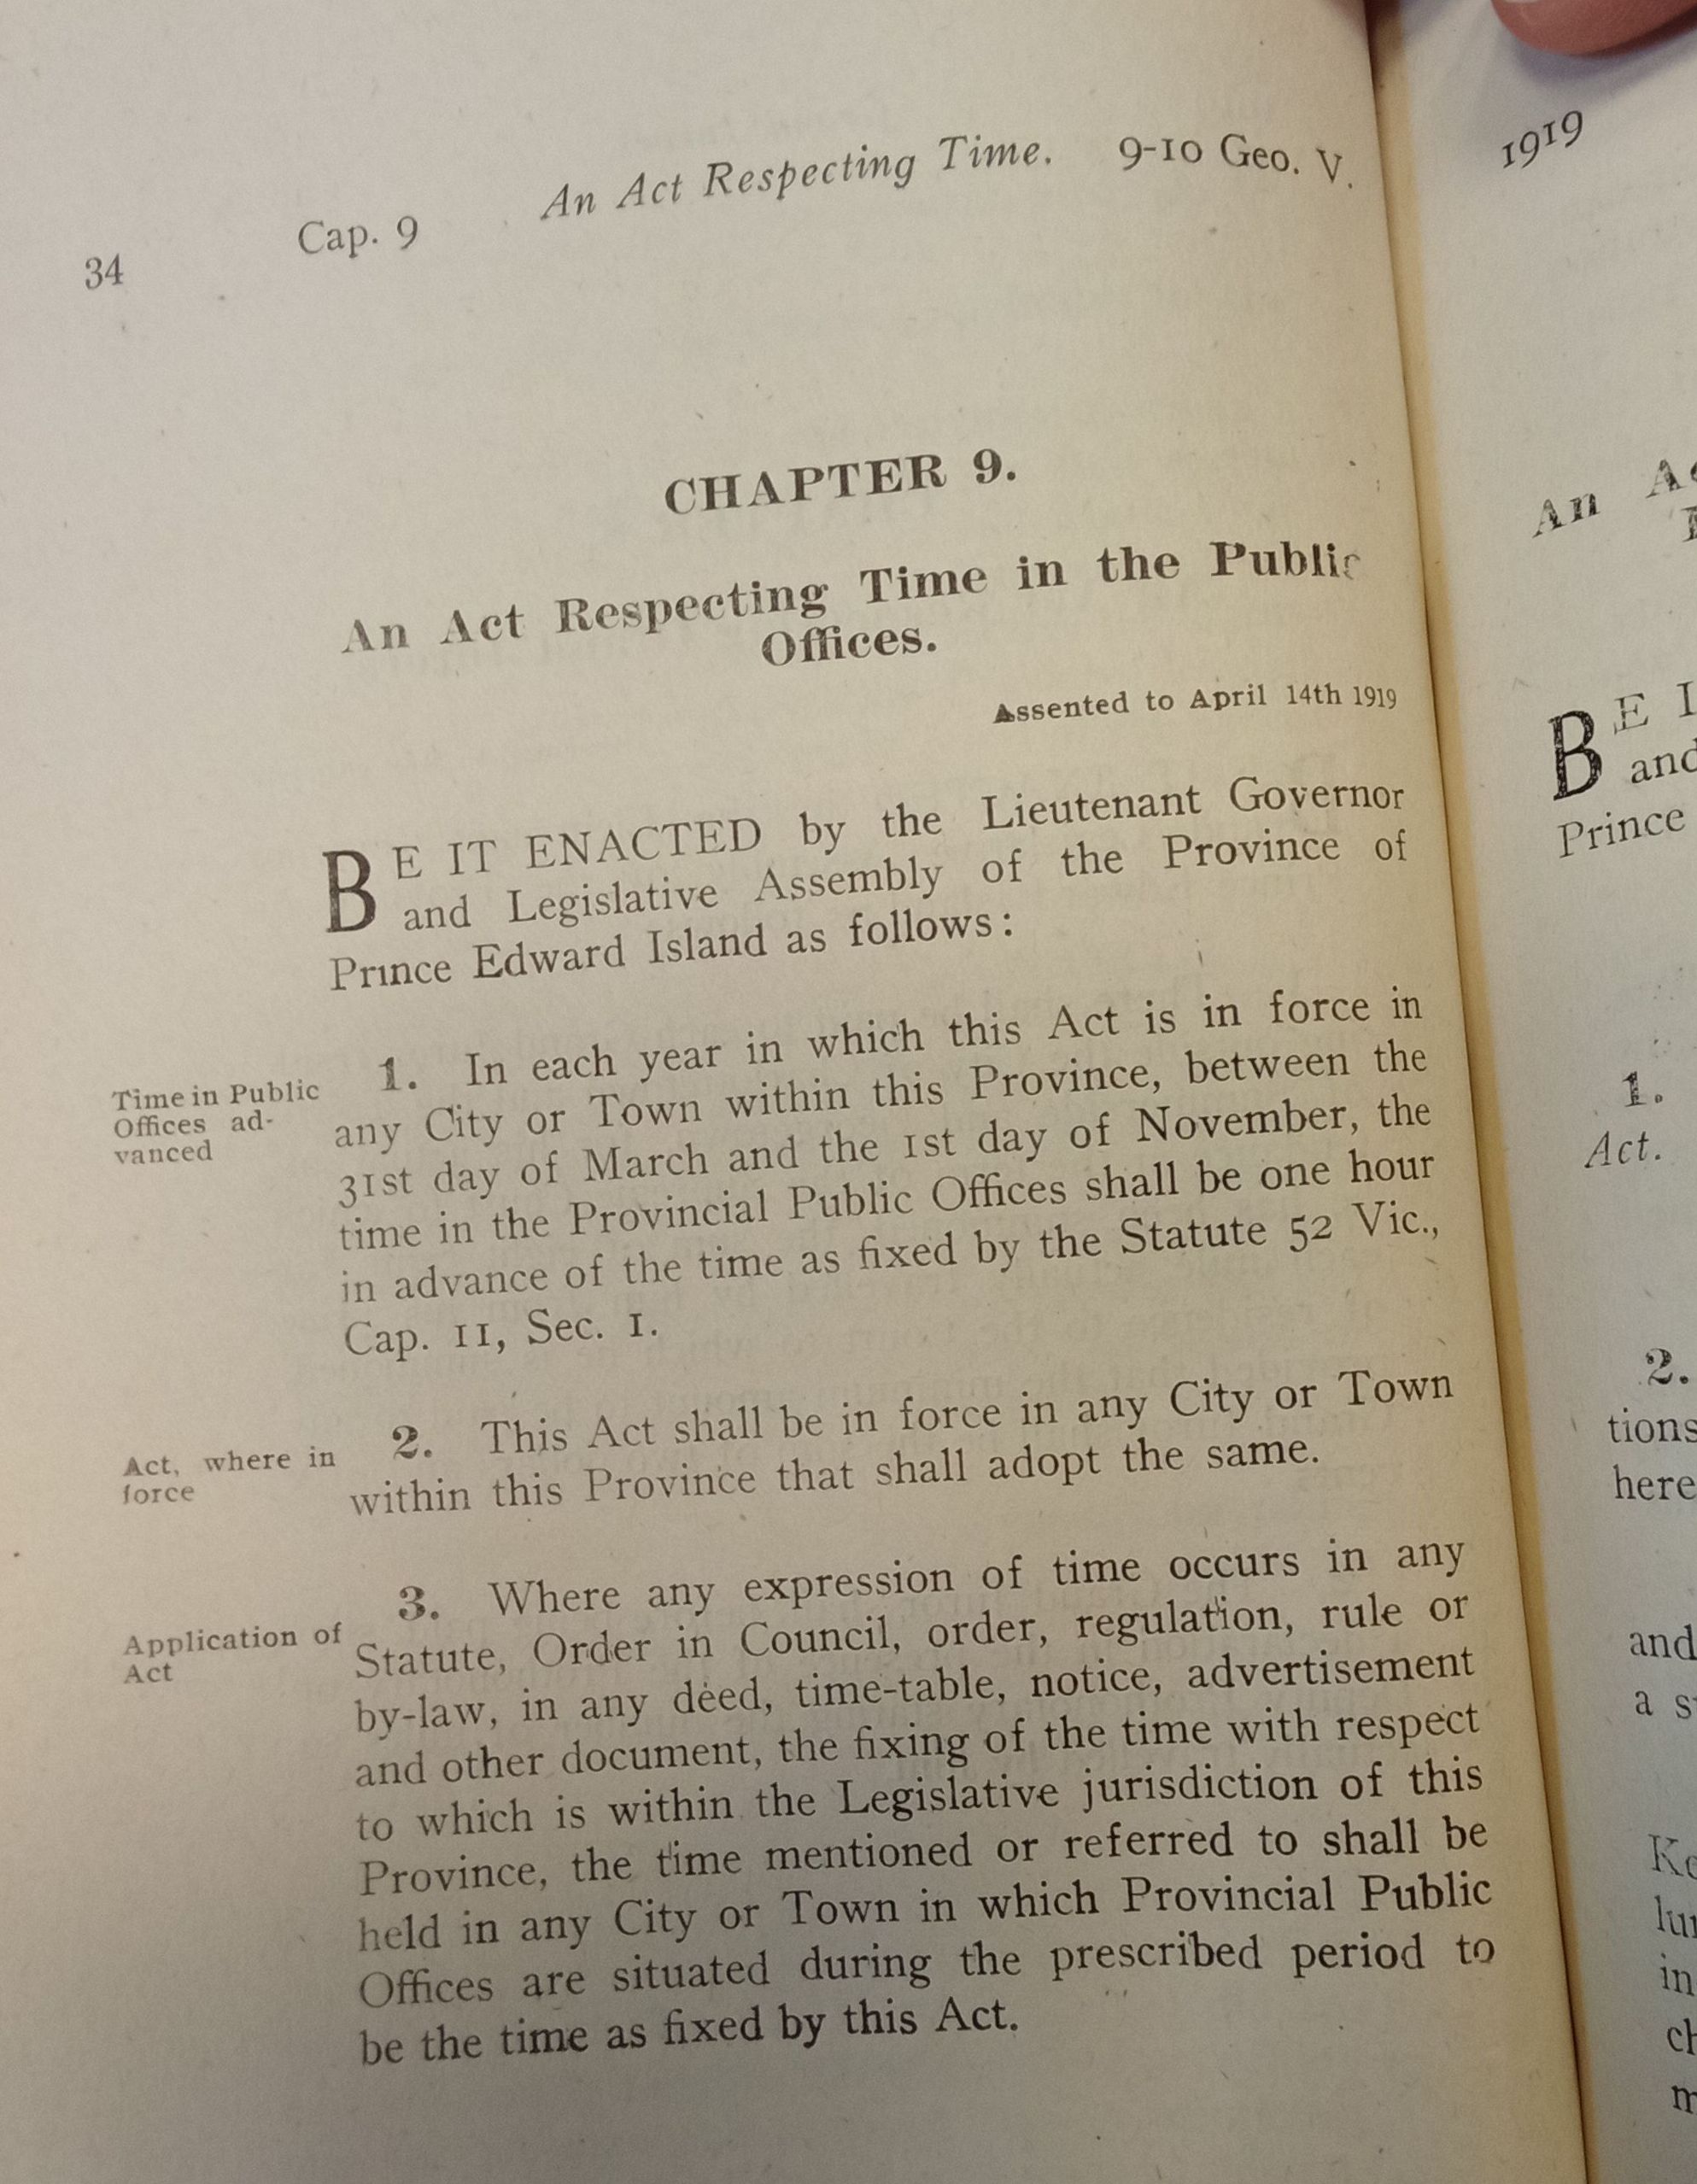 34 Cap. 9 An Act Respecting Time. 9-10 Geo. V.
CHAPTER 9.
An Act Respecting Time in the Public
Offices.
Assented to April 14th 1919
BE IT ENACTED by the Lieutenant Governor
and Legislative Assembly of the Province of
Prince Edward Island as follows:
Time in Public
Offices ad-
vanced
1. In each year in which this Act is in force in
any City or Town within this Province, between the
31st day of March and the 1st day of November, the
time in the Provincial Public Offices shall be one hour
in advance of the time as fixed by the Statute 52 Vic.,
Cap. 11, Sec. 1.
Act, where in
force
2. This Act shall be in force in any City or Town
within this Province that shall adopt the same.
Application of
Act
3. Where any expression of time occurs in any
Statute, Order in Council, order, regulation, rule or
by-law, in any deed, time-table, notice, advertisement
and other document, the fixing of the time with respect
to which is within the Legislative jurisdiction of this
Province, the time mentioned or referred to shall be
held in any City or Town in which Provincial Public
Offices are situated during the prescribed period to
be the time as fixed by this Act.
1919
An
BE
and
Prince
1.
Act.
2.
tions
here
and
a
in